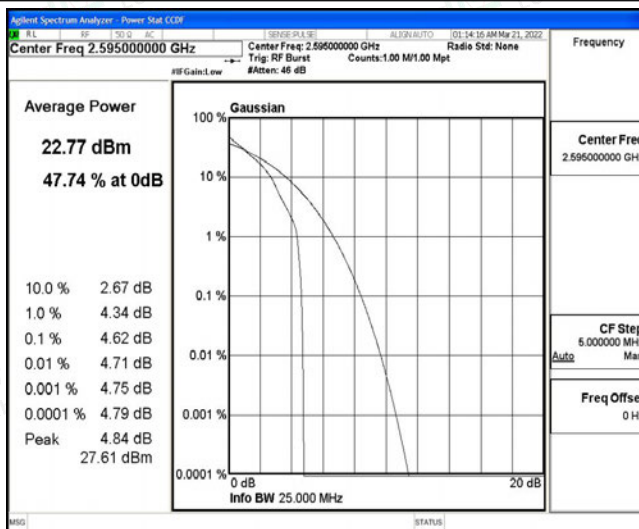 Agilent Spectrum Analyzer - Power Stat CCDF
RL RF 50 Ω AC SENSE:PULSE ALIGN AUTO 01:14:16 AM Mar 21, 2022
Center Freq 2.595000000 GHz
Center Freq: 2.595000000 GHz Radio Std: None
Trig: RF Burst Counts:1.00 M/1.00 Mpt
#IFGain:Low #Atten: 46 dB
Frequency
Average Power
22.77 dBm
47.74 % at 0dB
10.0 % 2.67 dB
1.0 % 4.34 dB
0.1 % 4.62 dB
0.01 % 4.71 dB
0.001 % 4.75 dB
0.0001 % 4.79 dB
Peak 4.84 dB
27.61 dBm
Gaussian
100 %
10 %
1 %
0.1 %
0.01 %
0.001 %
0.0001 %
0 dB 20 dB
Info BW 25.000 MHz
Center Fre
2.595000000 GH
CF Step
5.000000 MH
Auto Ma
Freq Offse
0 H
MSG STATUS